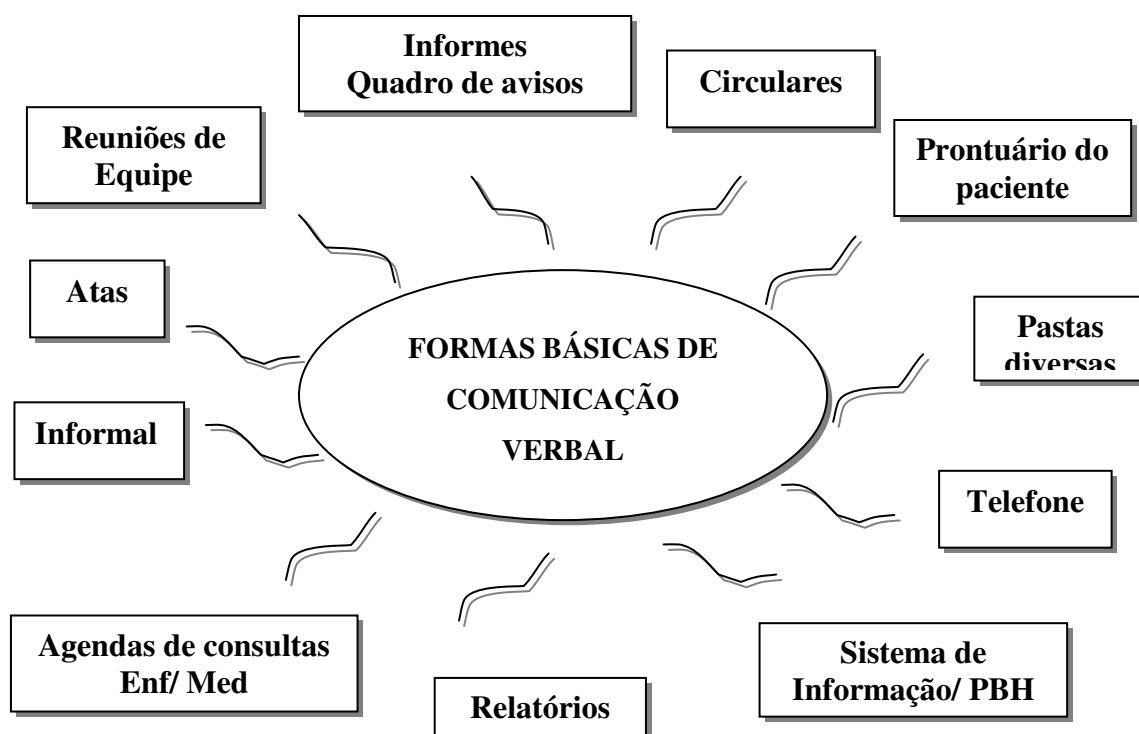 Informes
Quadro de avisos
Circulares
Reuniões de
Equipe
Prontuário do
paciente
Atas
Pastas
diversas
FORMAS BÁSICAS DE
COMUNICAÇÃO
VERBAL
Informal
Telefone
Agendas de consultas
Enf/ Med
Relatórios
Sistema de
Informação/ PBH